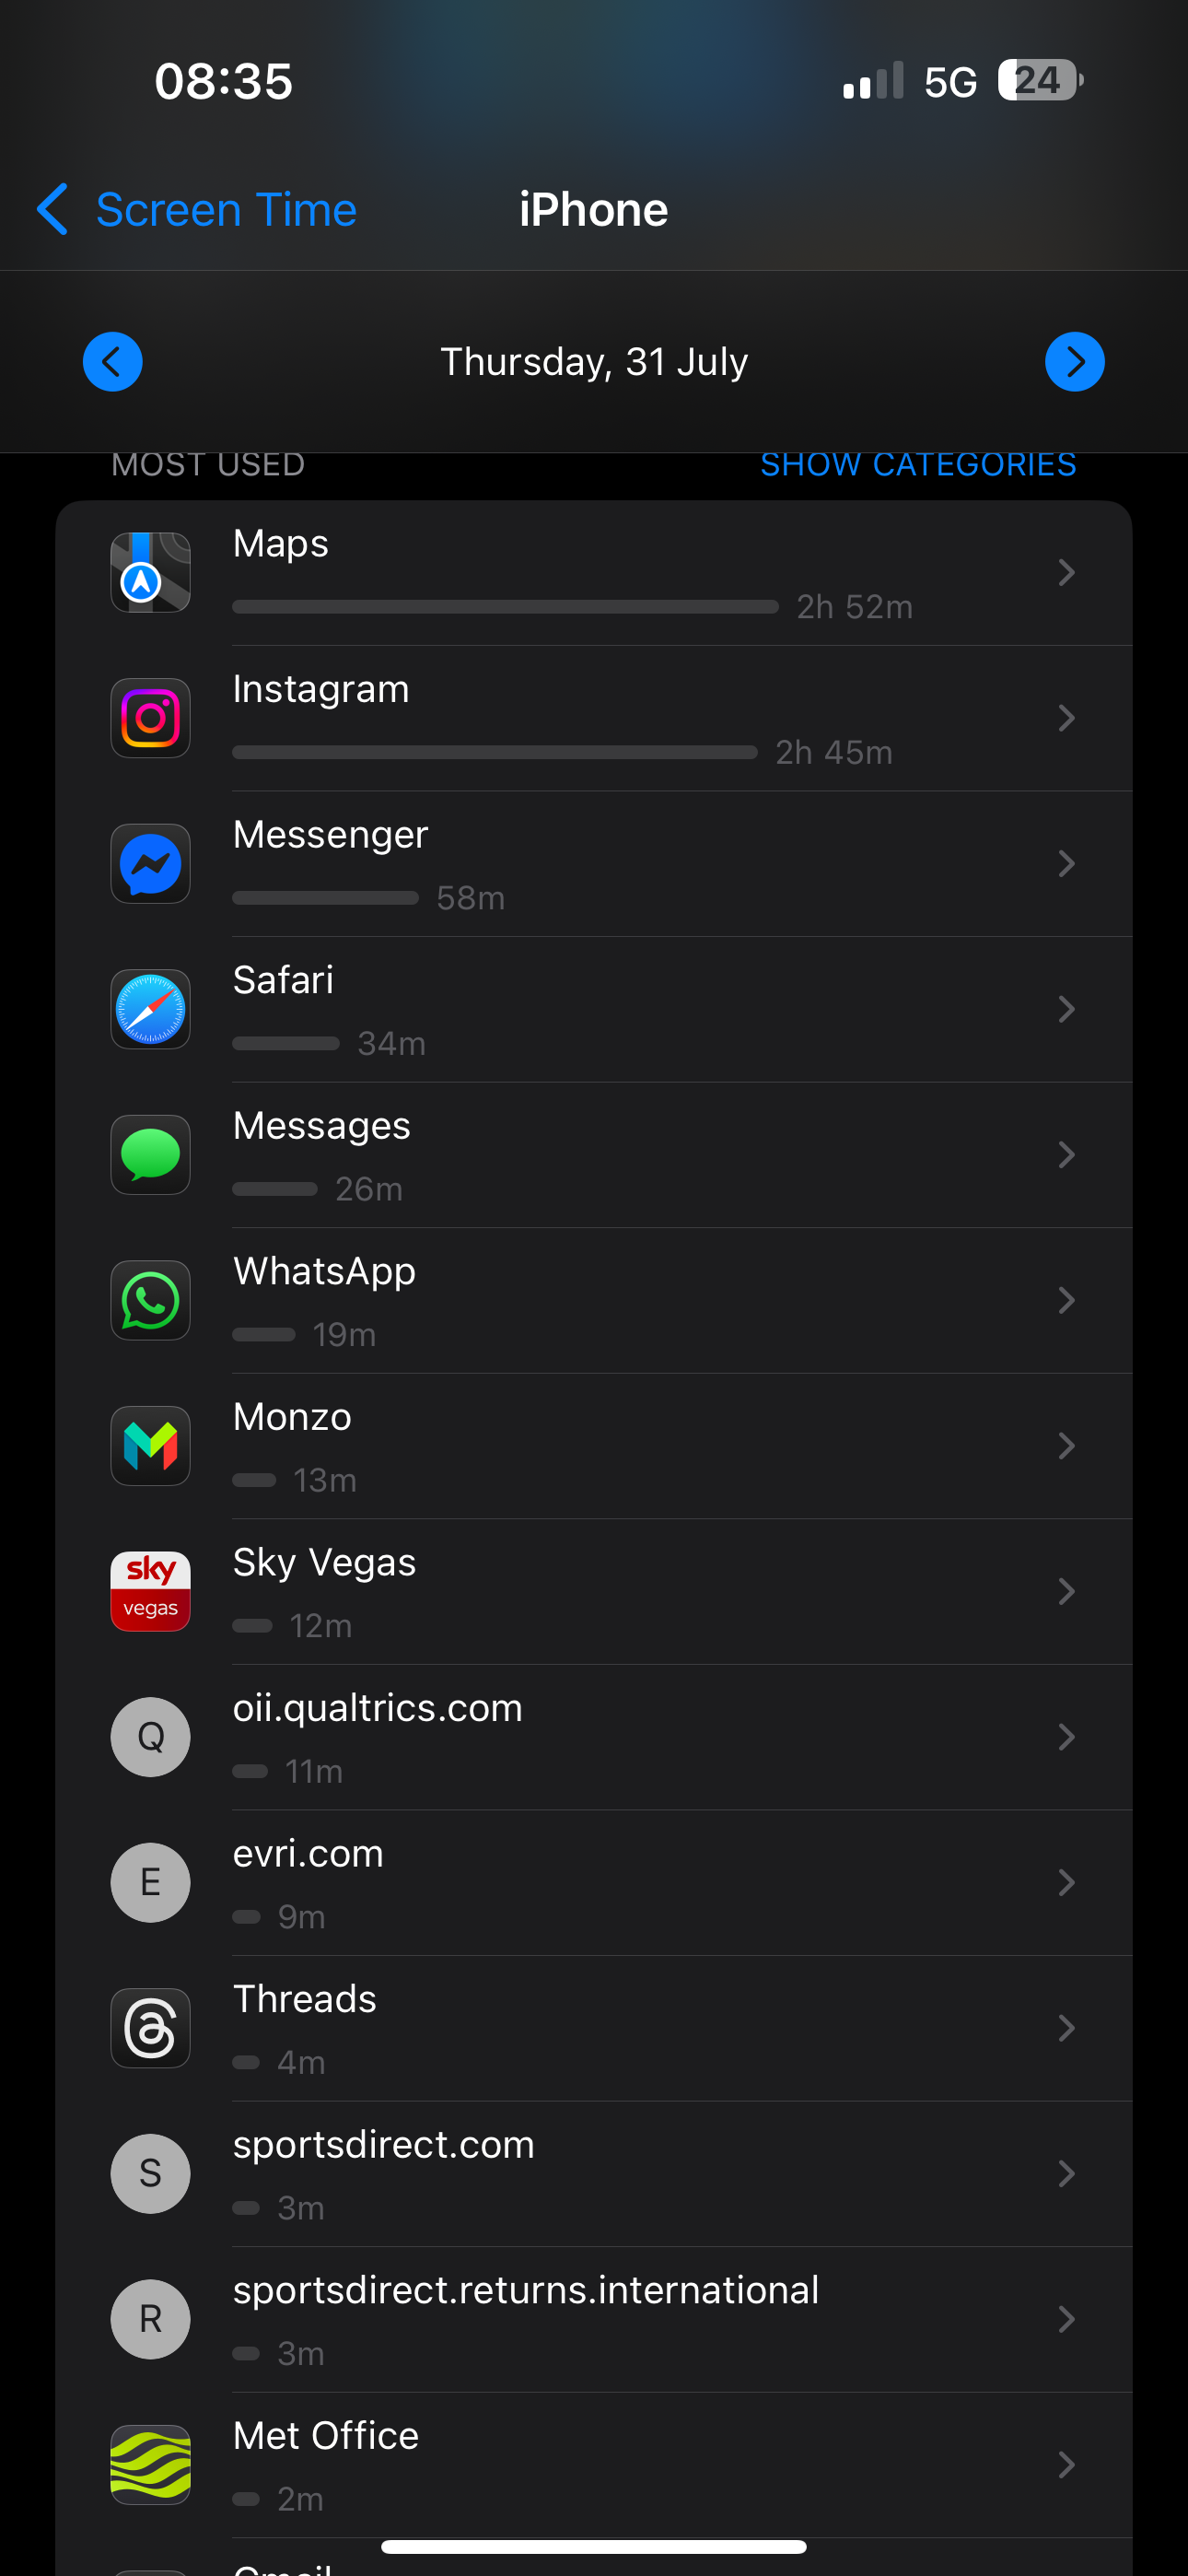 08:35
5G 24
Screen Time
iPhone
Thursday, 31 July
MOST USED
SHOW CATEGORIES
Maps
2h 52m
Instagram
2h 45m
Messenger
58m
Safari
34m
Messages
26m
WhatsApp
19m
Monzo
13m
sky
vegas
Sky Vegas
12m
Q
oii.qualtrics.com
11m
E
evri.com
9m
Threads
4m
S
sportsdirect.com
3m
R
sportsdirect.returns.international
3m
Met Office
2m
Gmail